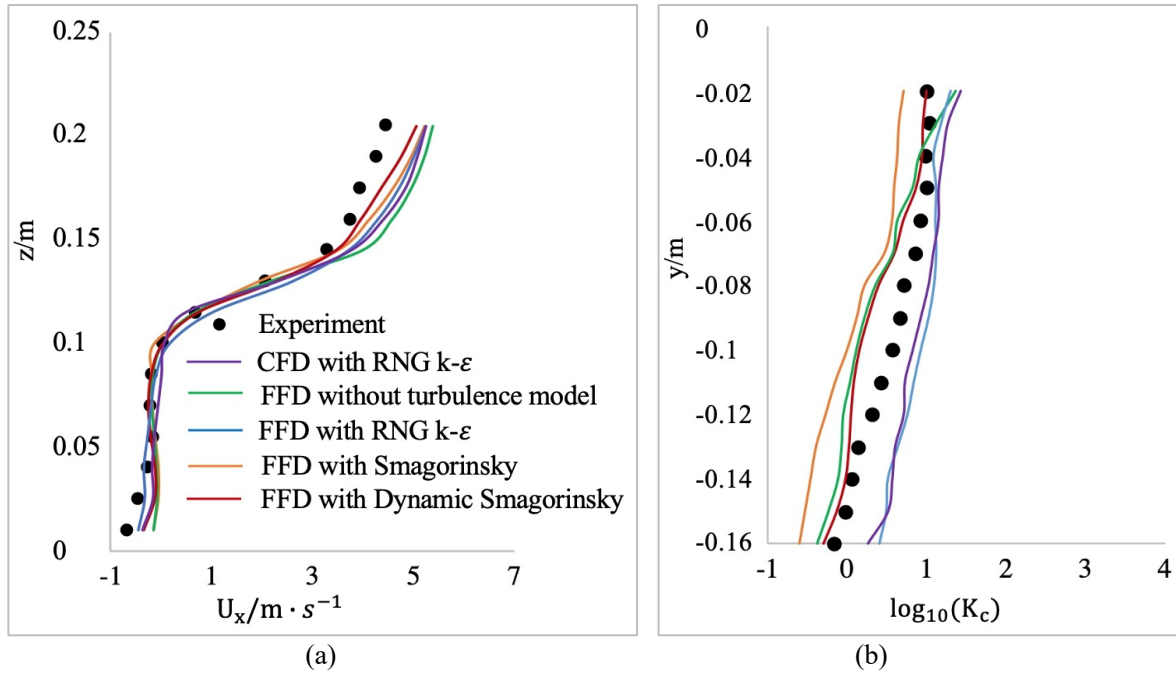 0.25
0.2
0.15
0.1
0.05
0
z/m
-1 1 3 5 7
Uₓ/m · s⁻¹
Experiment
CFD with RNG k-ε
FFD without turbulence model
FFD with RNG k-ε
FFD with Smagorinsky
FFD with Dynamic Smagorinsky
(a)
0
-0.02
-0.04
-0.06
-0.08
-0.1
-0.12
-0.14
-0.16
y/m
-1 0 1 2 3 4
log₁₀(K_c)
(b)